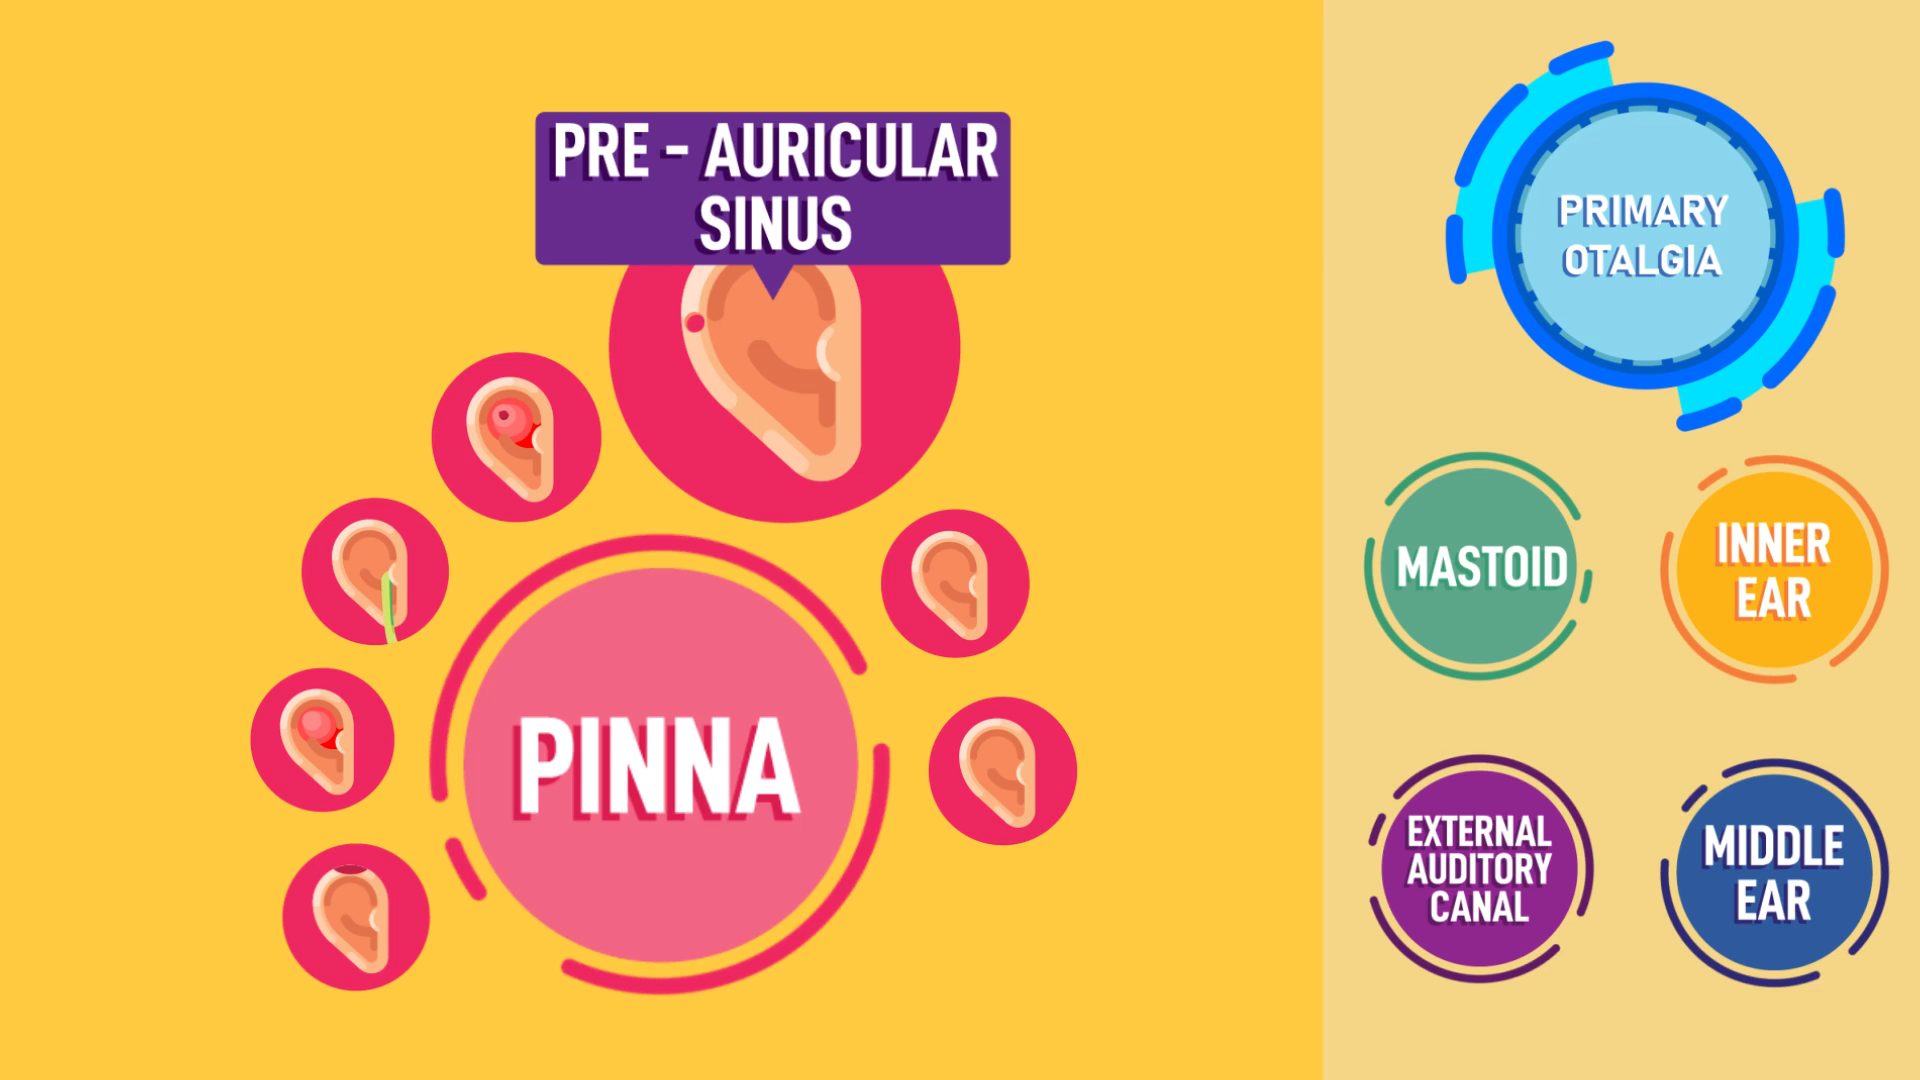 PRE - AURICULAR
SINUS
PINNA
PRIMARY
OTALGIA
MASTOID
INNER
EAR
EXTERNAL
AUDITORY
CANAL
MIDDLE
EAR